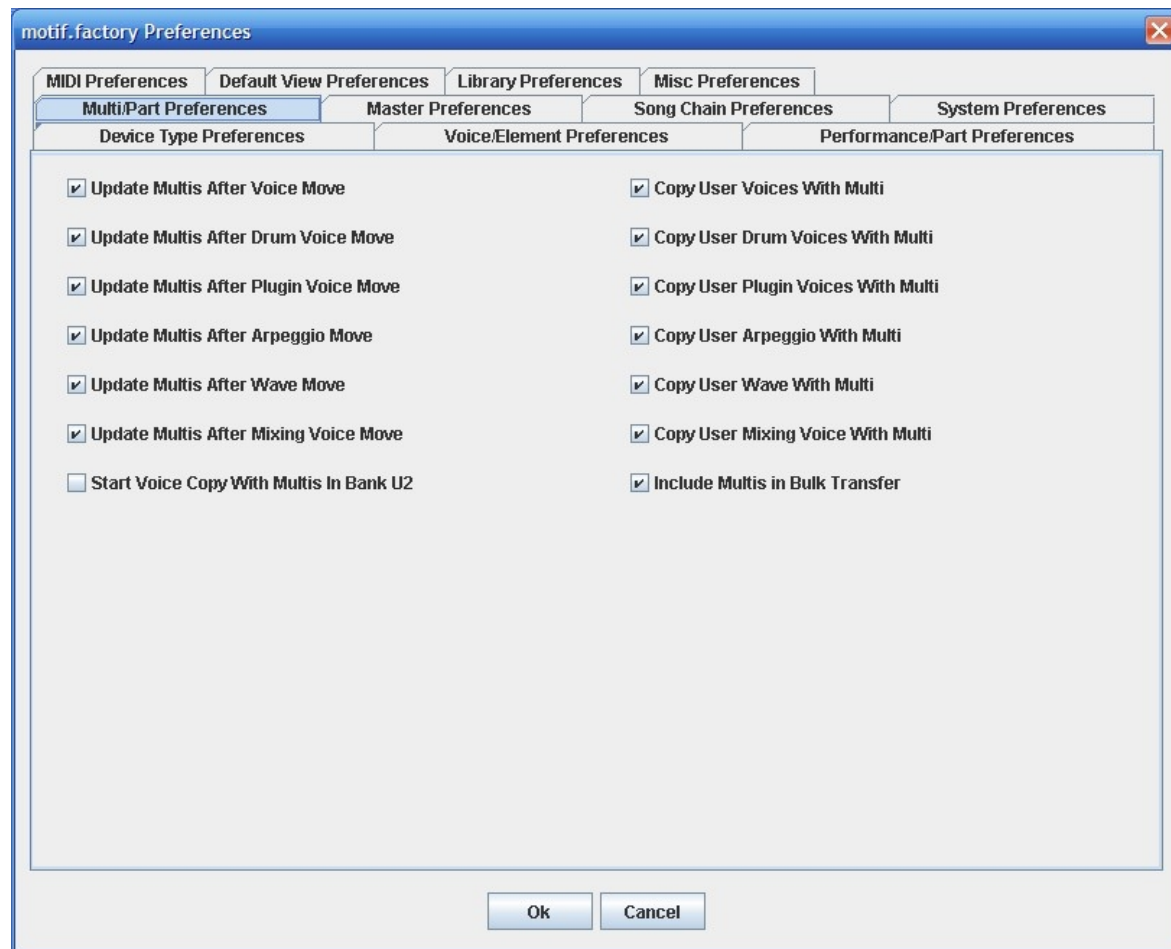 motif.factory Preferences
MIDI Preferences Default View Preferences Library Preferences Misc Preferences
Multi/Part Preferences Master Preferences Song Chain Preferences System Preferences
Device Type Preferences Voice/Element Preferences Performance/Part Preferences
Update Multis After Voice Move Copy User Voices With Multi
Update Multis After Drum Voice Move Copy User Drum Voices With Multi
Update Multis After Plugin Voice Move Copy User Plugin Voices With Multi
Update Multis After Arpeggio Move Copy User Arpeggio With Multi
Update Multis After Wave Move Copy User Wave With Multi
Update Multis After Mixing Voice Move Copy User Mixing Voice With Multi
Start Voice Copy With Multis In Bank U2 Include Multis in Bulk Transfer
Ok Cancel